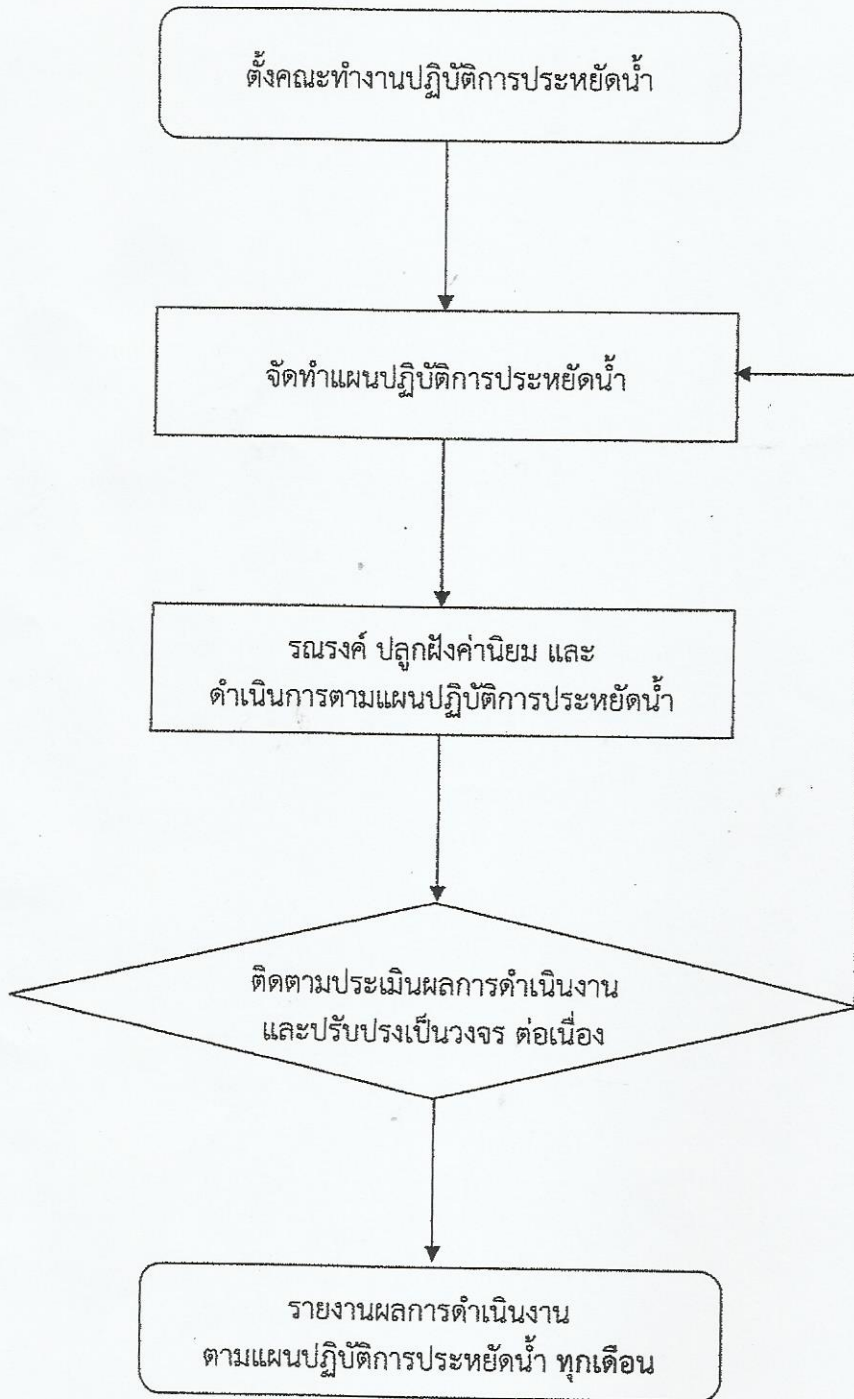 ตั้งคณะทำงานปฏิบัติการประหยัดน้ำ
จัดทำแผนปฏิบัติการประหยัดน้ำ
รณรงค์ ปลูกฝังค่านิยม และ
ดำเนินการตามแผนปฏิบัติการประหยัดน้ำ
ติดตามประเมินผลการดำเนินงาน
และปรับปรุงเป็นวงจร ต่อเนื่อง
รายงานผลการดำเนินงาน
ตามแผนปฏิบัติการประหยัดน้ำ ทุกเดือน